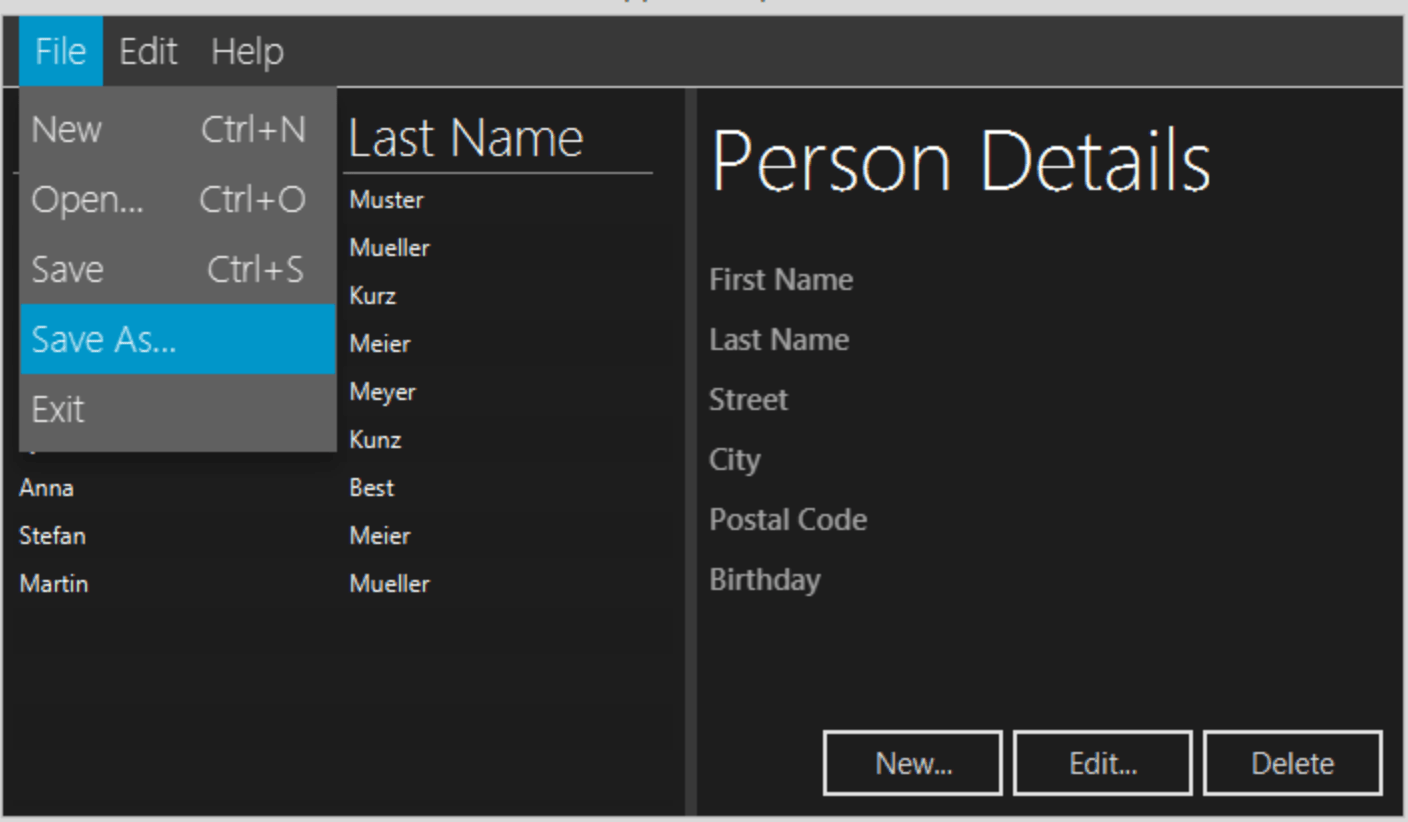 File Edit Help
New Ctrl+N
Open... Ctrl+O
Save Ctrl+S
Save As...
Exit
Last Name
Muster
Mueller
Kurz
Meier
Meyer
Kunz
Anna Best
Stefan Meier
Martin Mueller
Person Details
First Name
Last Name
Street
City
Postal Code
Birthday
New... Edit... Delete